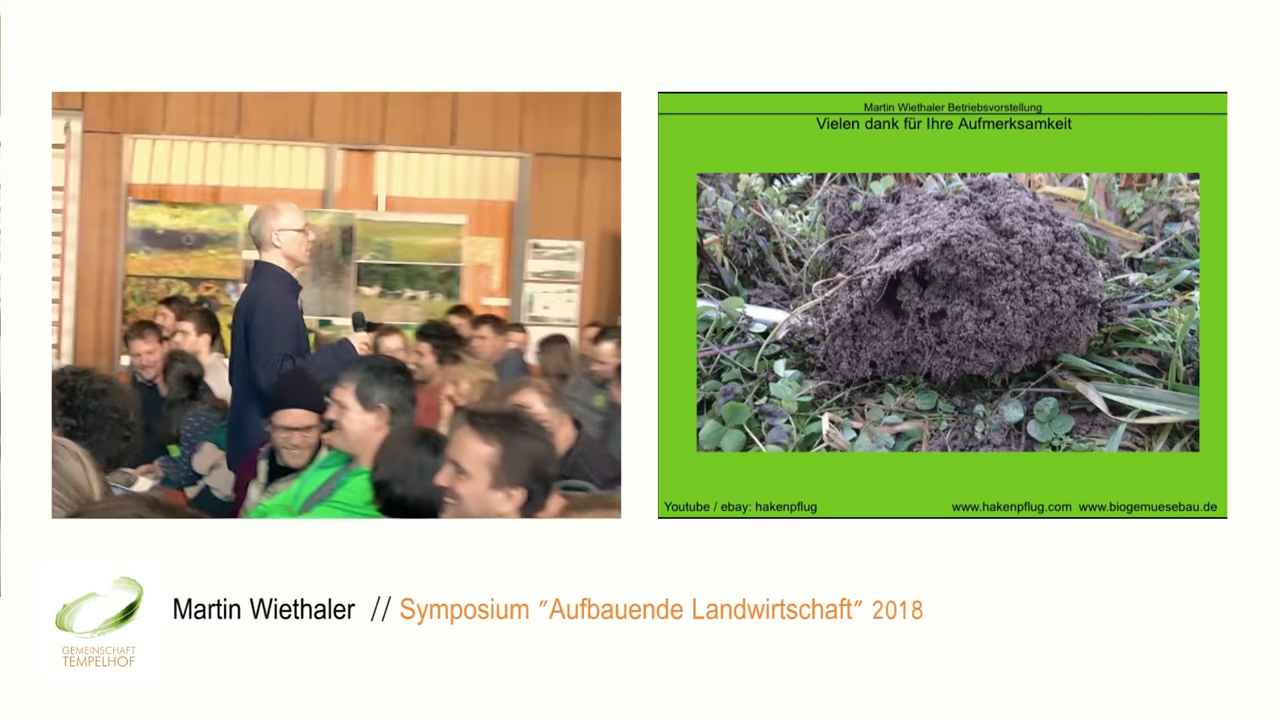 Martin Wiethaler Betriebsvorstellung
Vielen dank für Ihre Aufmerksamkeit
Youtube / ebay: hakenpflug
www.hakenpflug.com www.biogemuesebau.de
GEMEINSCHAFT
TEMPELHOF
Martin Wiethaler // Symposium "Aufbauende Landwirtschaft" 2018